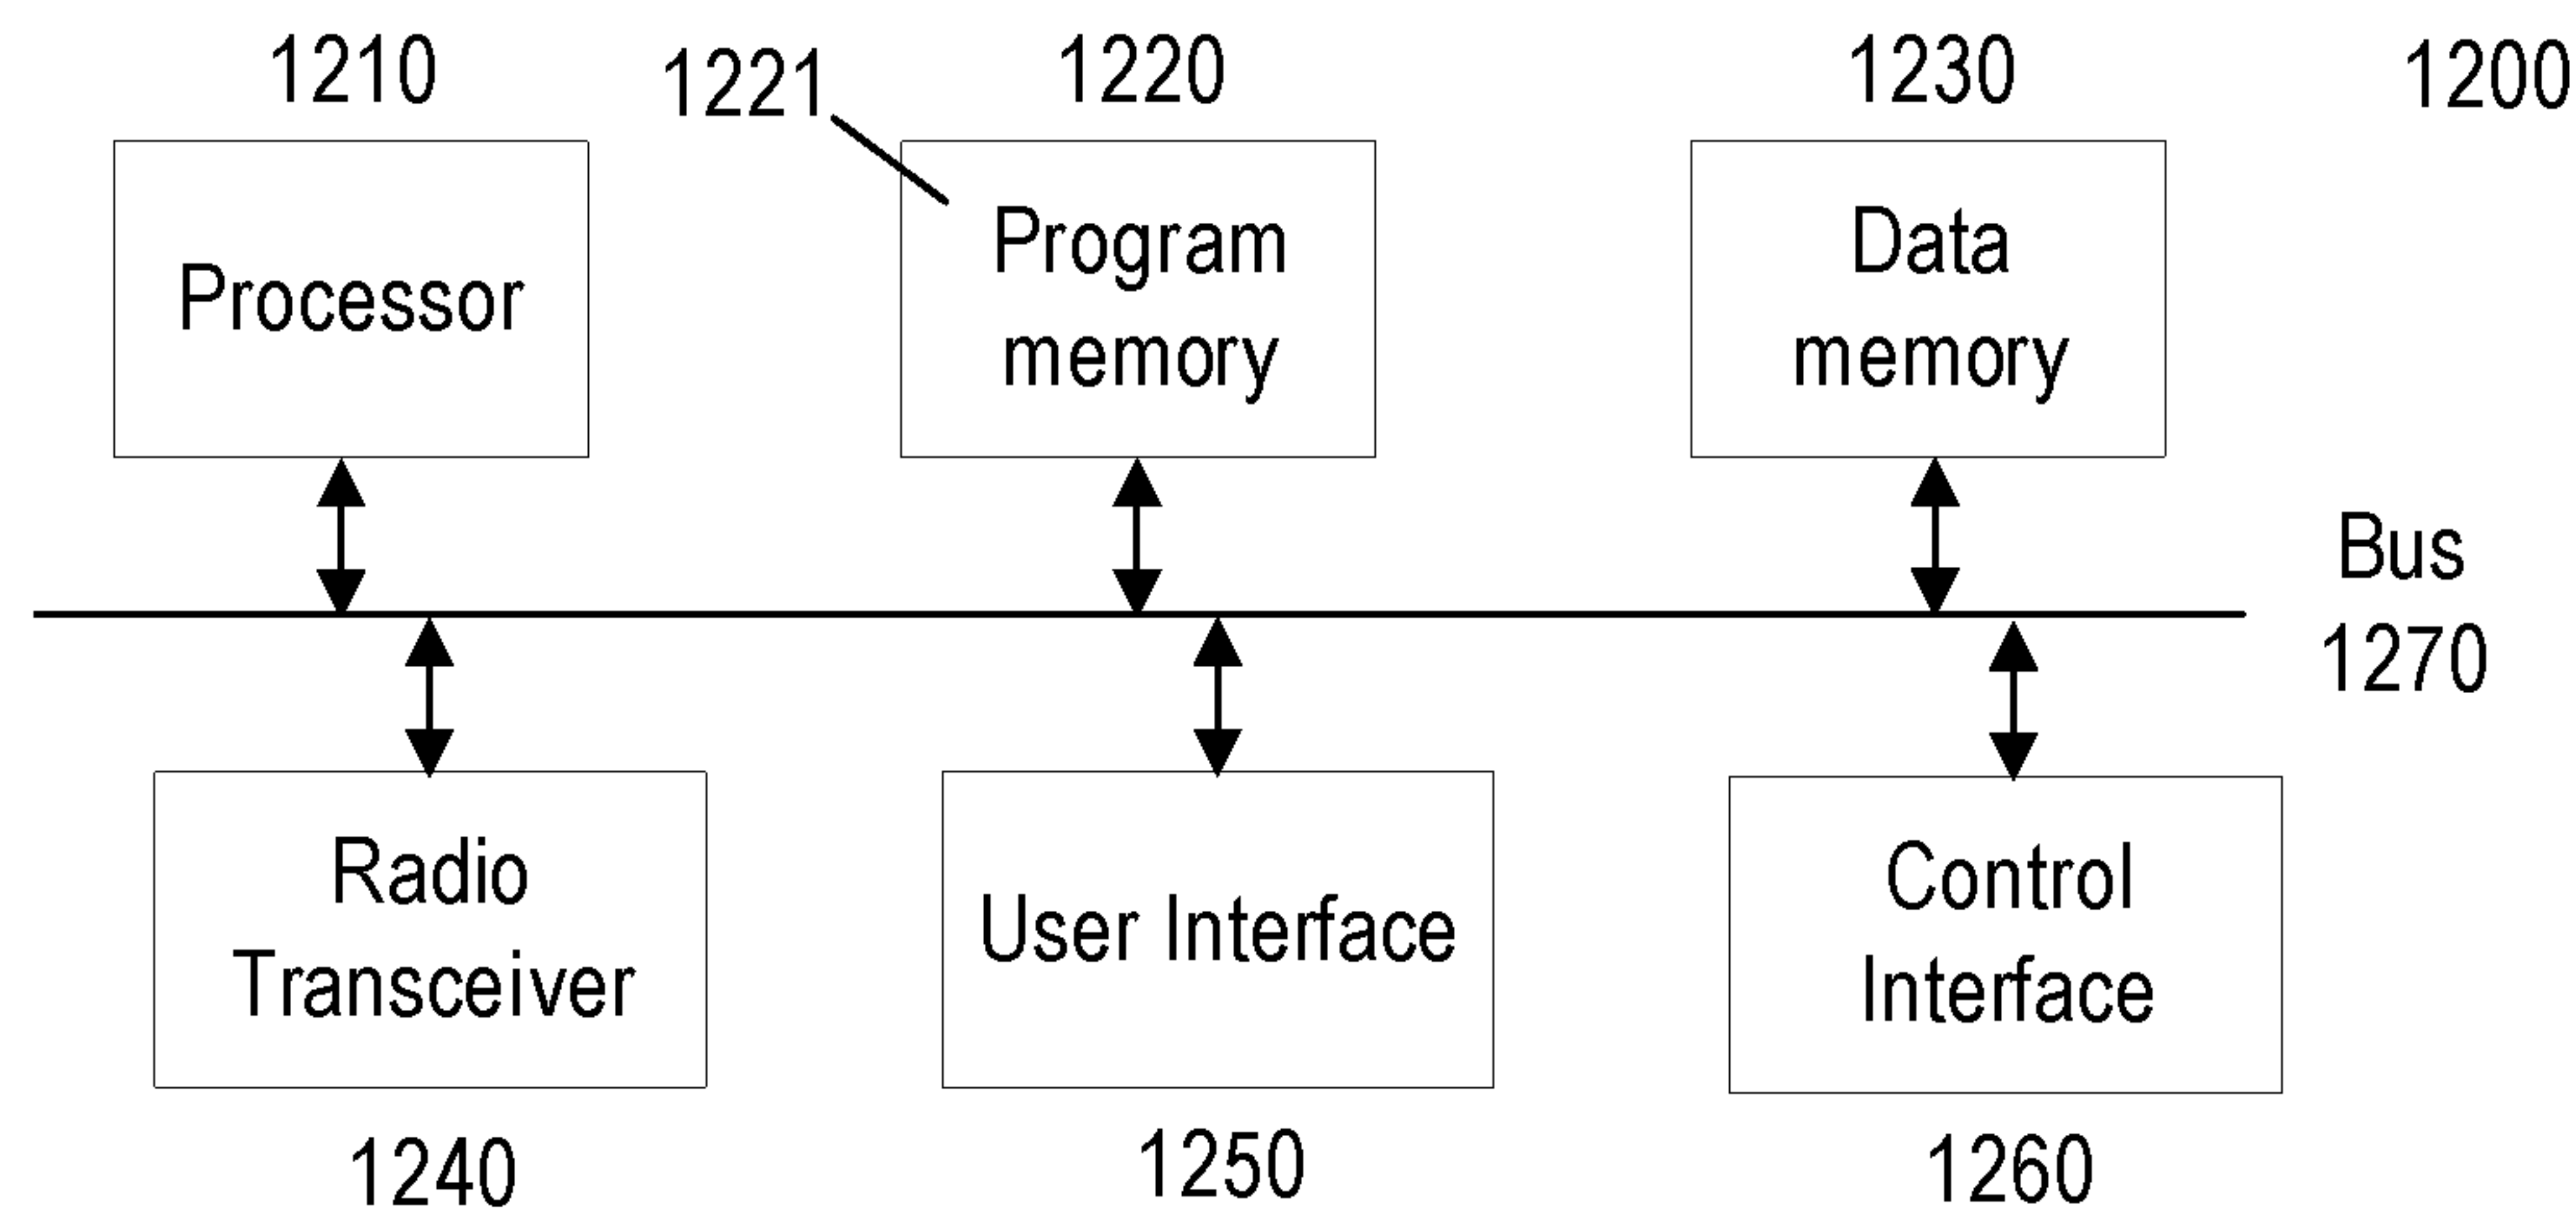 1210
1221
1220
1230
1200
Processor
Program
memory
Data
memory
Bus
1270
Radio
Transceiver
User Interface
Control
Interface
1240
1250
1260